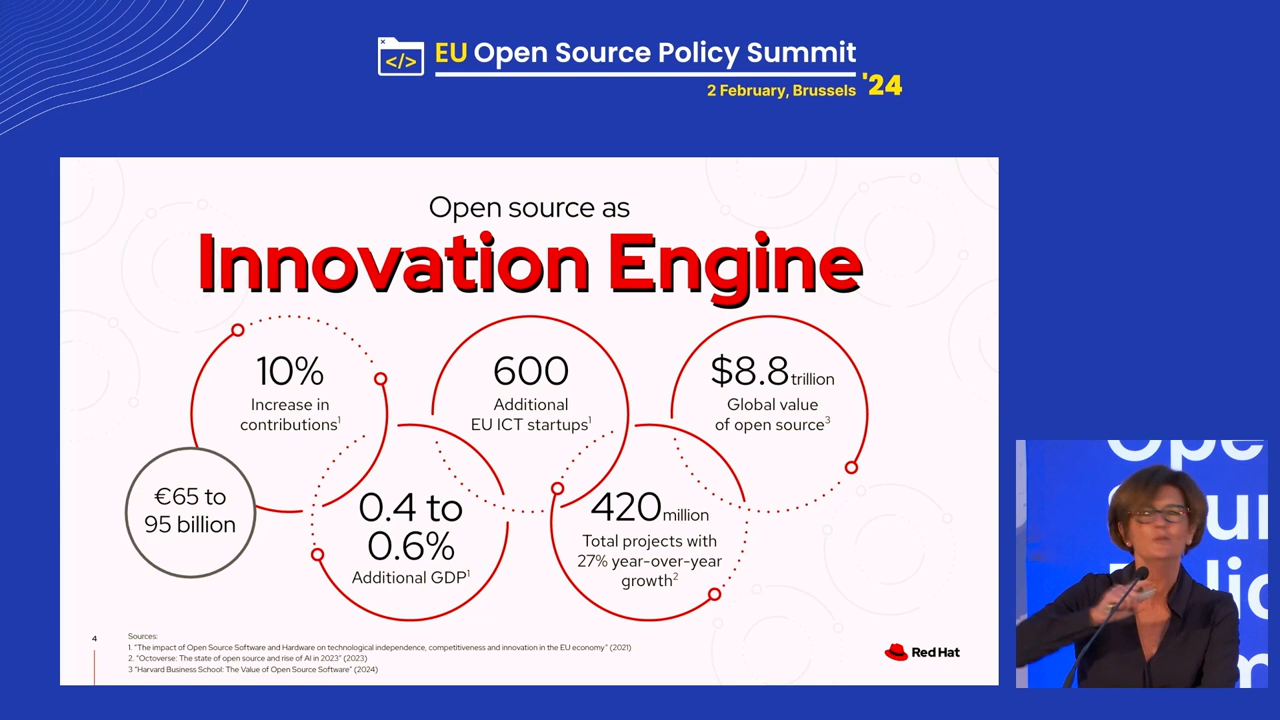 </>
EU Open Source Policy Summit
2 February, Brussels '24
Open source as
Innovation Engine
10%
Increase in
contributions¹
600
Additional
EU ICT startups¹
$8.8 trillion
Global value
of open source³
€65 to
95 billion
0.4 to
0.6%
Additional GDP¹
420 million
Total projects with
27% year-over-year
growth²
4
Sources:
1. "The impact of Open Source Software and Hardware on technological independence, competitiveness and innovation in the EU economy" (2021)
2. "Octoverse: The state of open source and rise of AI in 2023" (2023)
3 "Harvard Business School: The Value of Open Source Software" (2024)
Red Hat